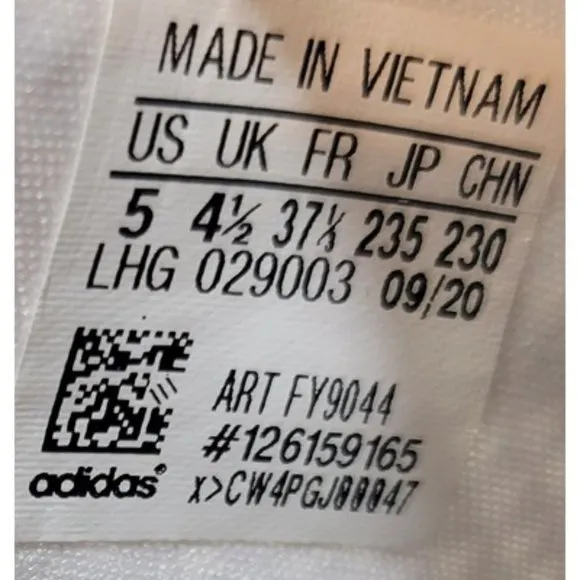 MADE IN VIETNAM
US UK FR JP CHN
5 4½ 37⅓ 235 230
LHG 029003 09/20
ART FY9044
#126159165
adidas®